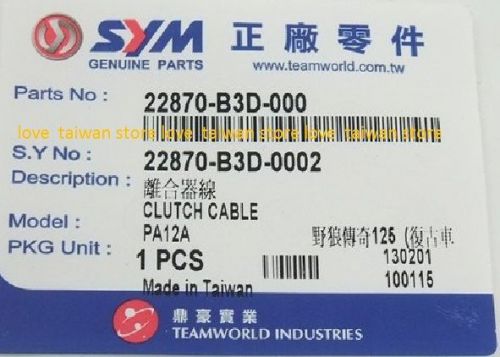 SYM 正廠零件
GENUINE PARTS www.teamworld.com.tw
Parts No : 22870-B3D-000
love taiwan store love taiwan store love taiwan store
S.Y No : 22870-B3D-0002
Description : 離合器線
CLUTCH CABLE
Model : PA12A 野狼傳奇125 (復古車
PKG Unit : 1 PCS 130201
Made in Taiwan 100115
鼎豪實業
TEAMWORLD INDUSTRIES